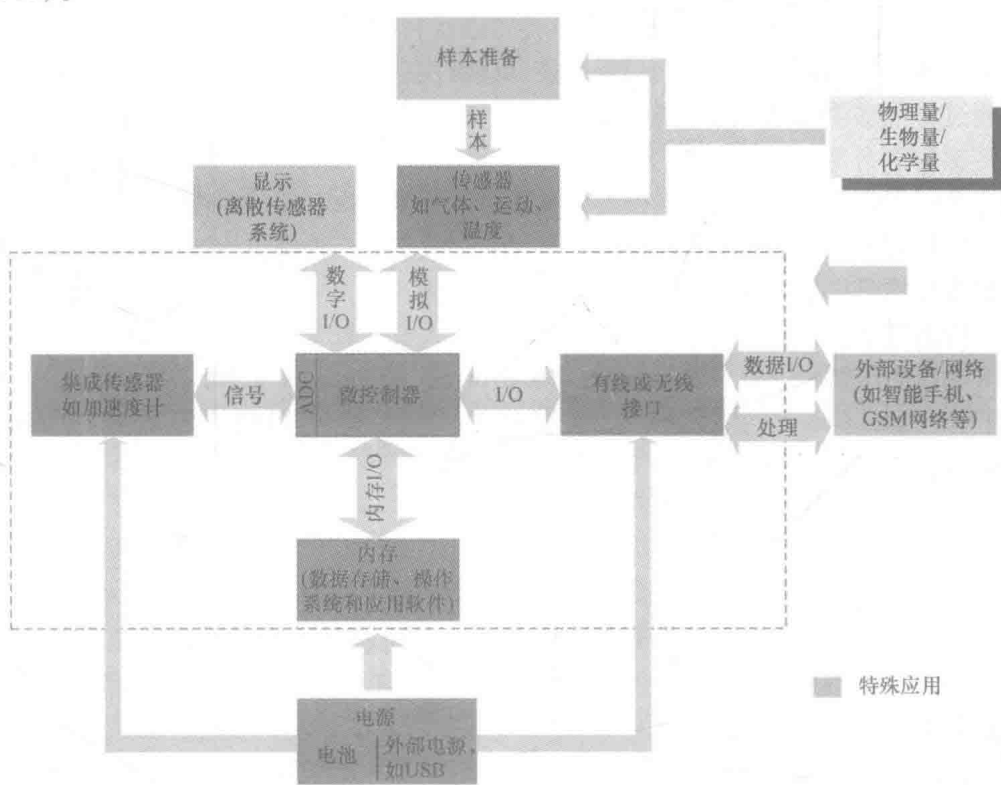 样本准备
物理量/
生物量/
化学量
样
本
显示
(离散传感器
系统)
传感器
如气体、运动、
温度
数
字
I/O
模
拟
I/O
集成传感器
如加速度计
信号
ADC
微控制器
I/O
有线或无线
接口
数据I/O
处理
外部设备/网络
(如智能手机、
GSM网络等)
内存I/O
内存
(数据存储、操作
系统和应用软件)
特殊应用
电源
电池
外部电源,
如USB